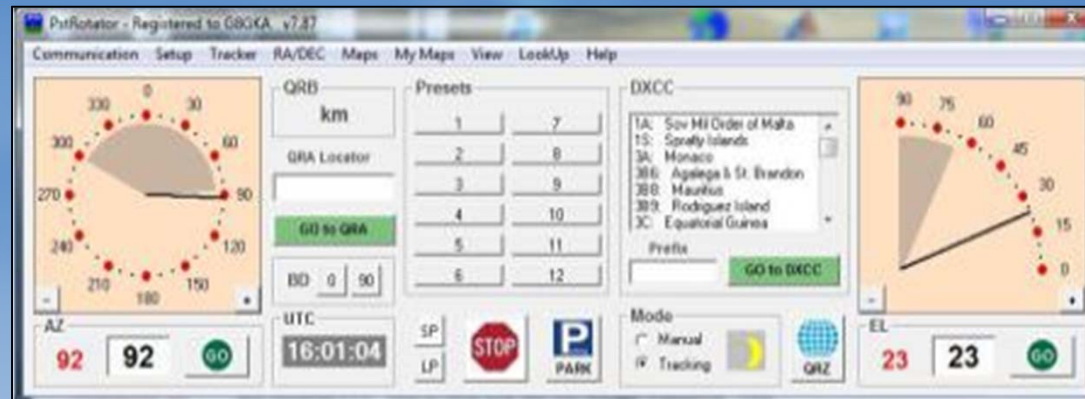 PstRotator - Registered to G8GKA v7.87
Communication Setup Tracker RA/DEC Maps My Maps View LookUp Help
0
330 30
300 60
270 90
240 120
210 150
180
- +
AZ
92 92 GO
QRB
km
QRA Locator
GO to QRA
BD 0 90
UTC
16:01:04
Presets
1 7
2 8
3 9
4 10
5 11
6 12
SP
LP
STOP
P
PARK
DXCC
1A: Sov Mil Order of Malta
1S: Spratly Islands
3A: Monaco
3B6: Agalega & St. Brandon
3B8: Mauritius
3B9: Rodriguez Island
3C: Equatorial Guinea
Prefix
GO to DXCC
Mode
Manual
Tracking
QRZ
90 75
60
45
30
15
0
- +
EL
23 23 GO